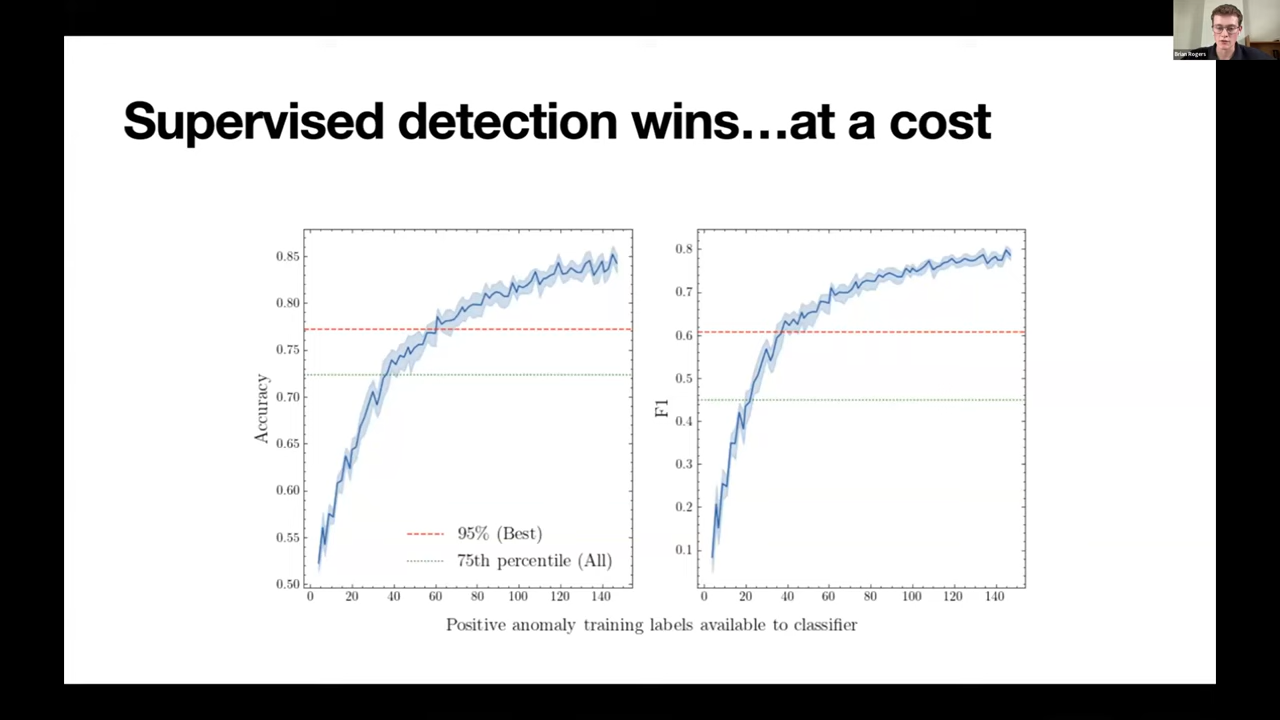 Brian Rogers
Supervised detection wins...at a cost
0.85
0.80
0.75
0.70
0.65
0.60
0.55
0.50
Accuracy
95% (Best)
75th percentile (All)
0 20 40 60 80 100 120 140
0.8
0.7
0.6
0.5
0.4
0.3
0.2
0.1
F1
0 20 40 60 80 100 120 140
Positive anomaly training labels available to classifier